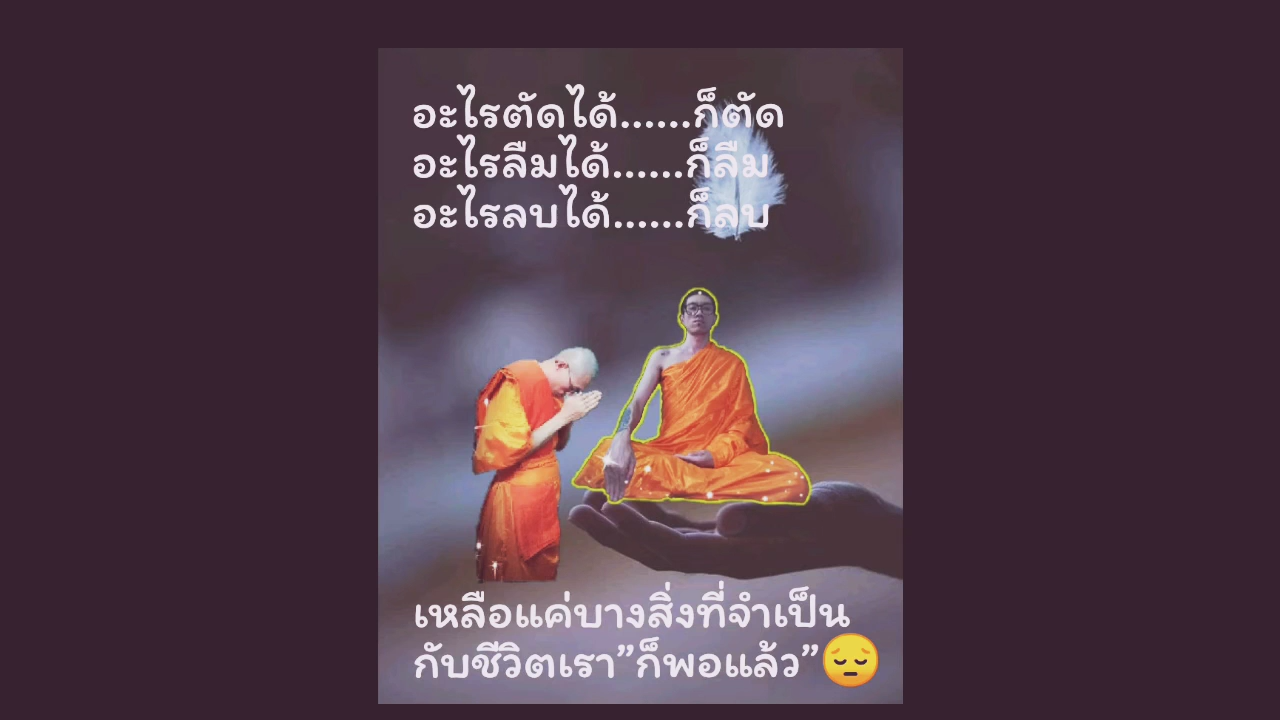 อะไรตัดได้......ก็ตัด
อะไรลืมได้......ก็ลืม
อะไรลบได้......ก็ลบ
เหลือแค่บางสิ่งที่จำเป็น
กับชีวิตเรา”ก็พอแล้ว”😔